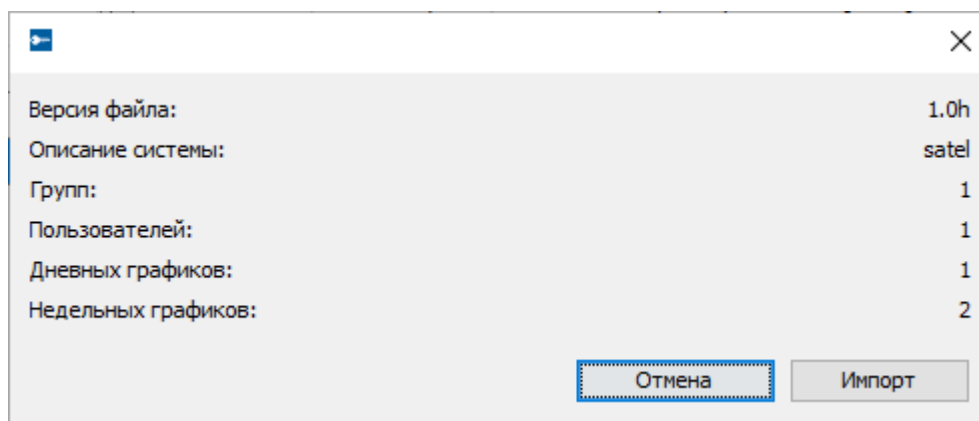 Версия файла: 1.0h
Описание системы: satel
Групп: 1
Пользователей: 1
Дневных графиков: 1
Недельных графиков: 2
Отмена Импорт